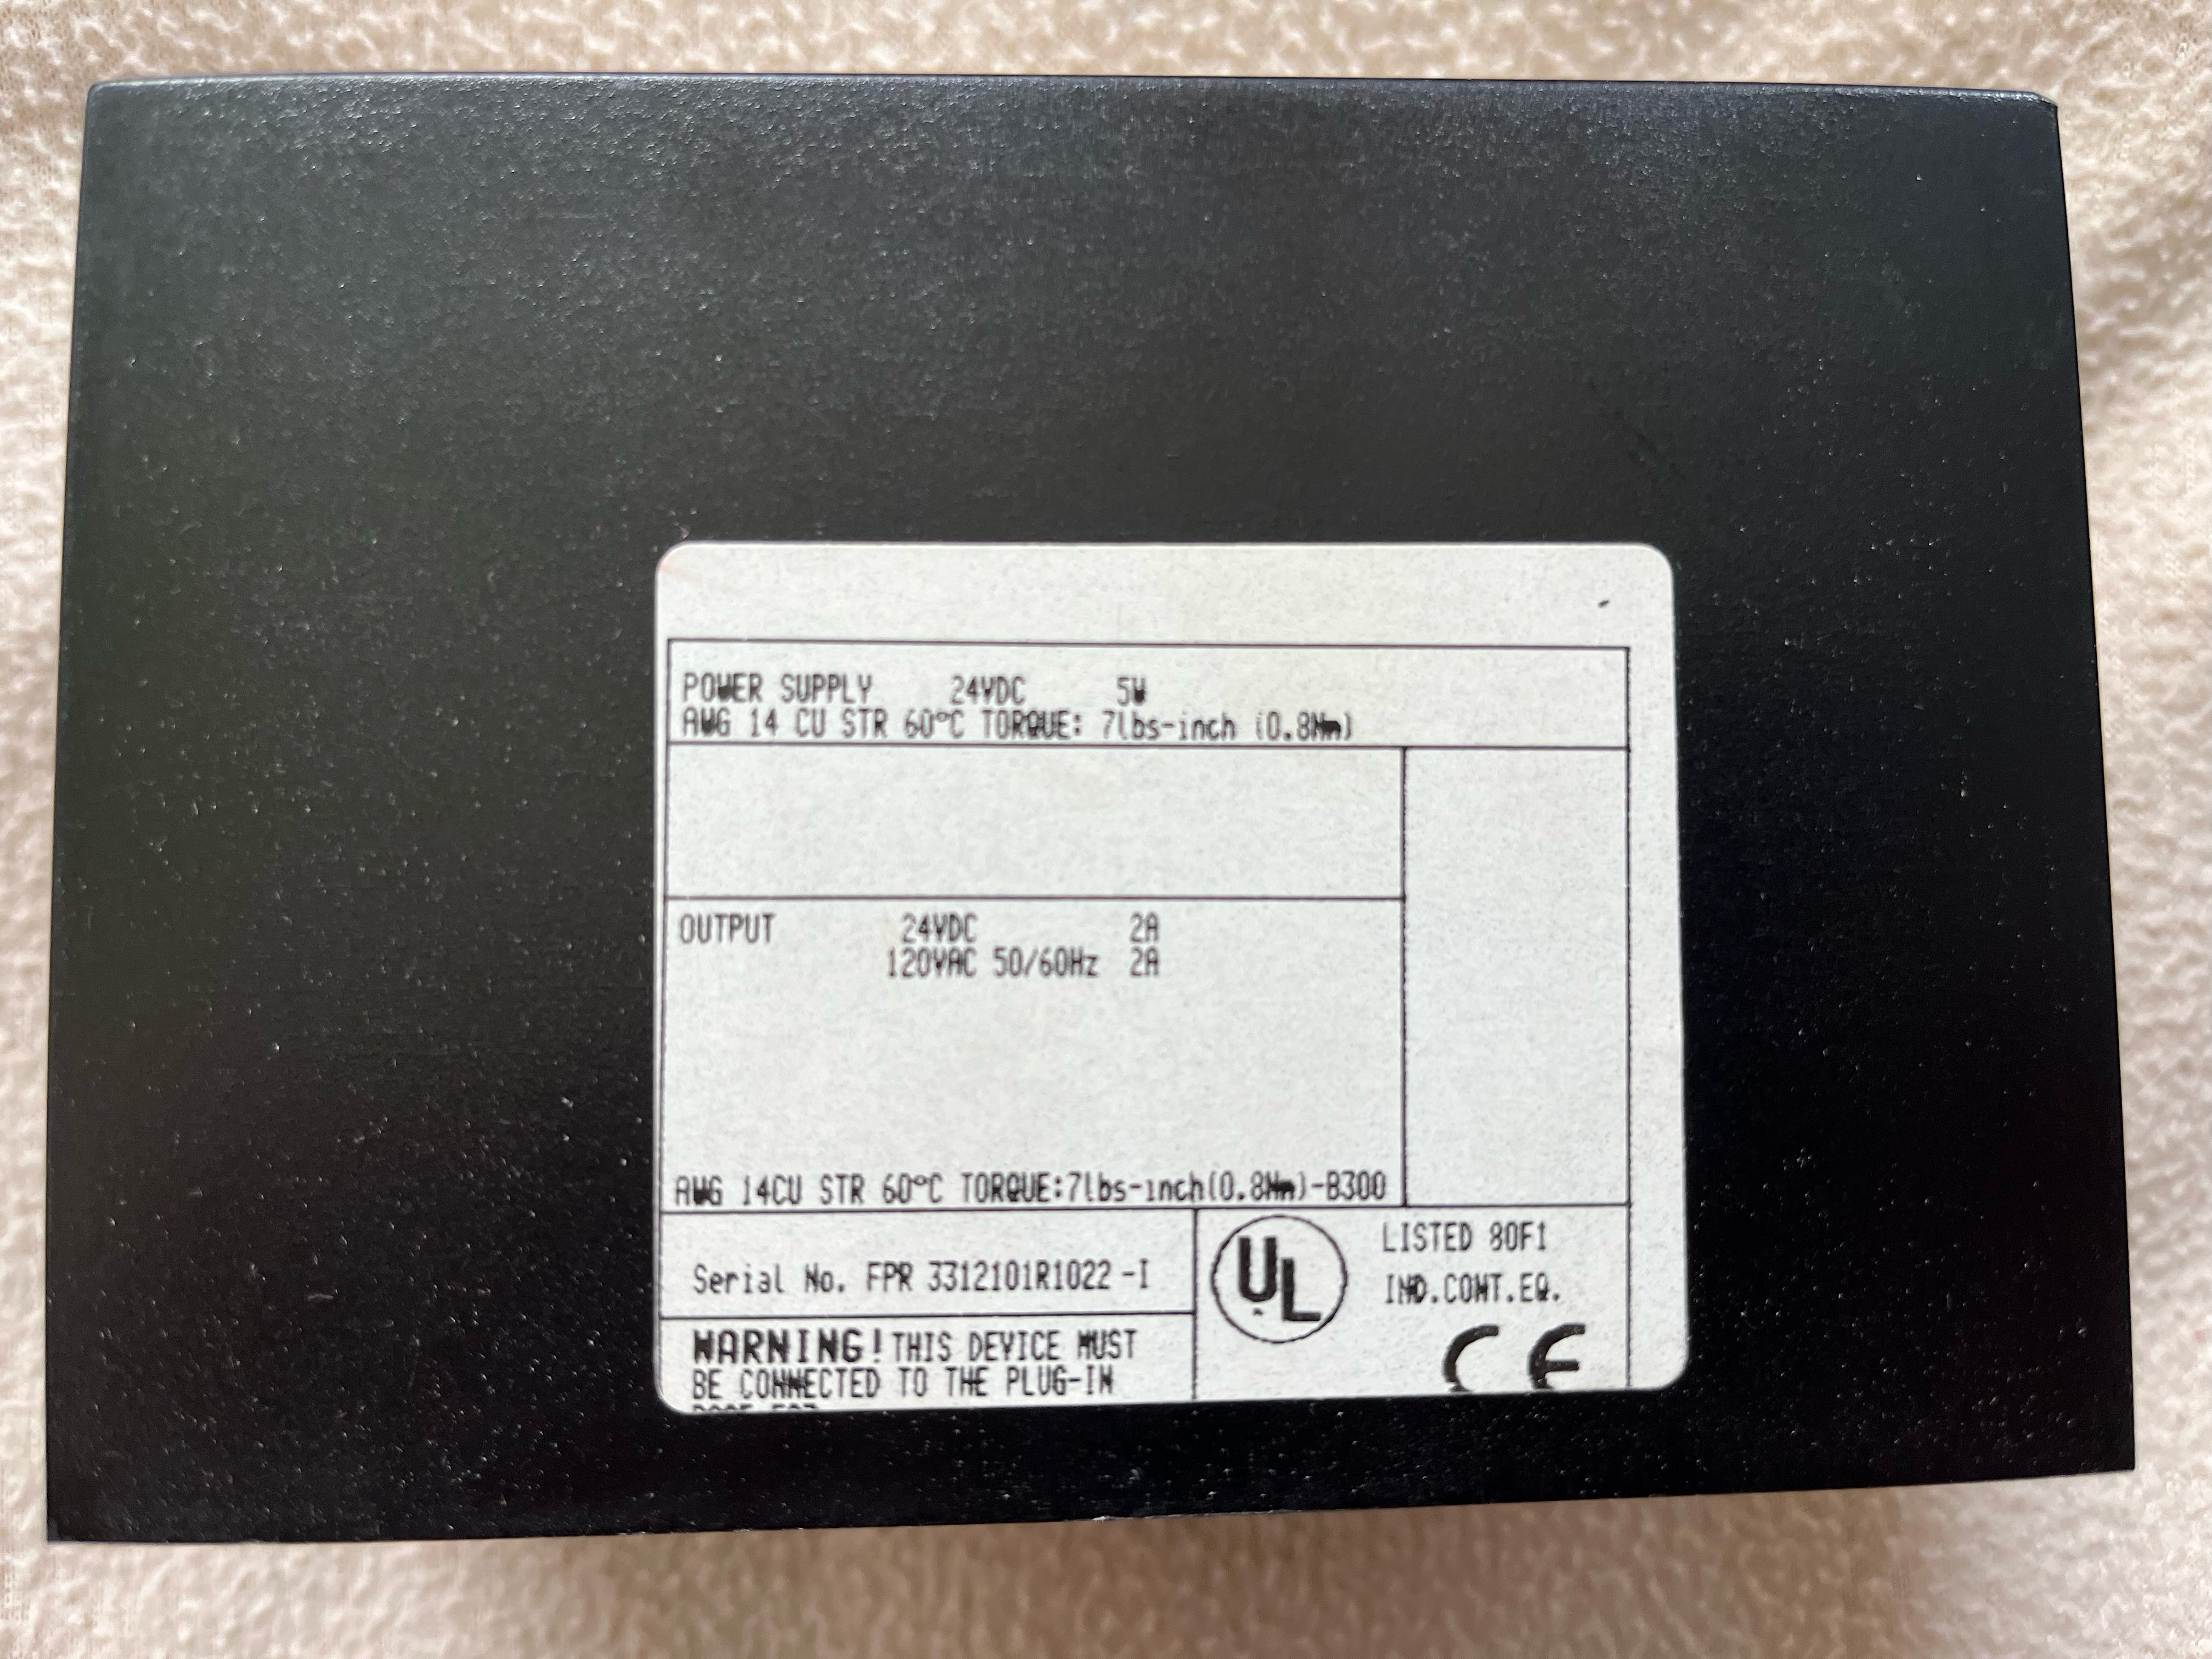 POWER SUPPLY 24VDC 5W
AWG 14 CU STR 60°C TORQUE: 7lbs-inch (0.8Nm)
OUTPUT 24VDC 2A
120VAC 50/60Hz 2A
AWG 14CU STR 60°C TORQUE:7lbs-inch(0.8Nm)-B300
Serial No. FPR 3312101R1022 -I
UL
LISTED 80F1
IND.CONT.EQ.
CE
WARNING! THIS DEVICE MUST
BE CONNECTED TO THE PLUG-IN